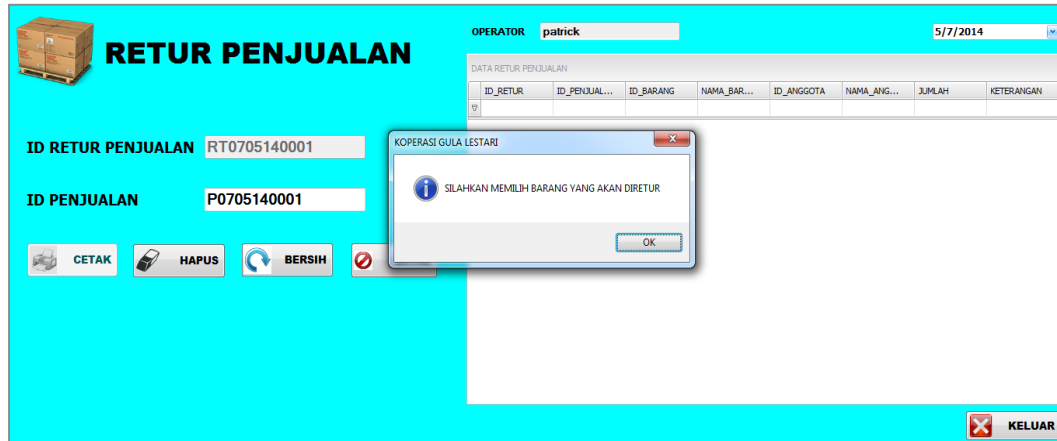 RETUR PENJUALAN
OPERATOR patrick
5/7/2014
DATA RETUR PENJUALAN
ID_RETUR ID_PENJUAL... ID_BARANG NAMA_BAR... ID_ANGGOTA NAMA_ANG... JUMLAH KETERANGAN
ID RETUR PENJUALAN RT0705140001
ID PENJUALAN P0705140001
CETAK HAPUS BERSIH
KOPERASI GULA LESTARI
SILAHKAN MEMILIH BARANG YANG AKAN DIRETUR
OK
KELUAR